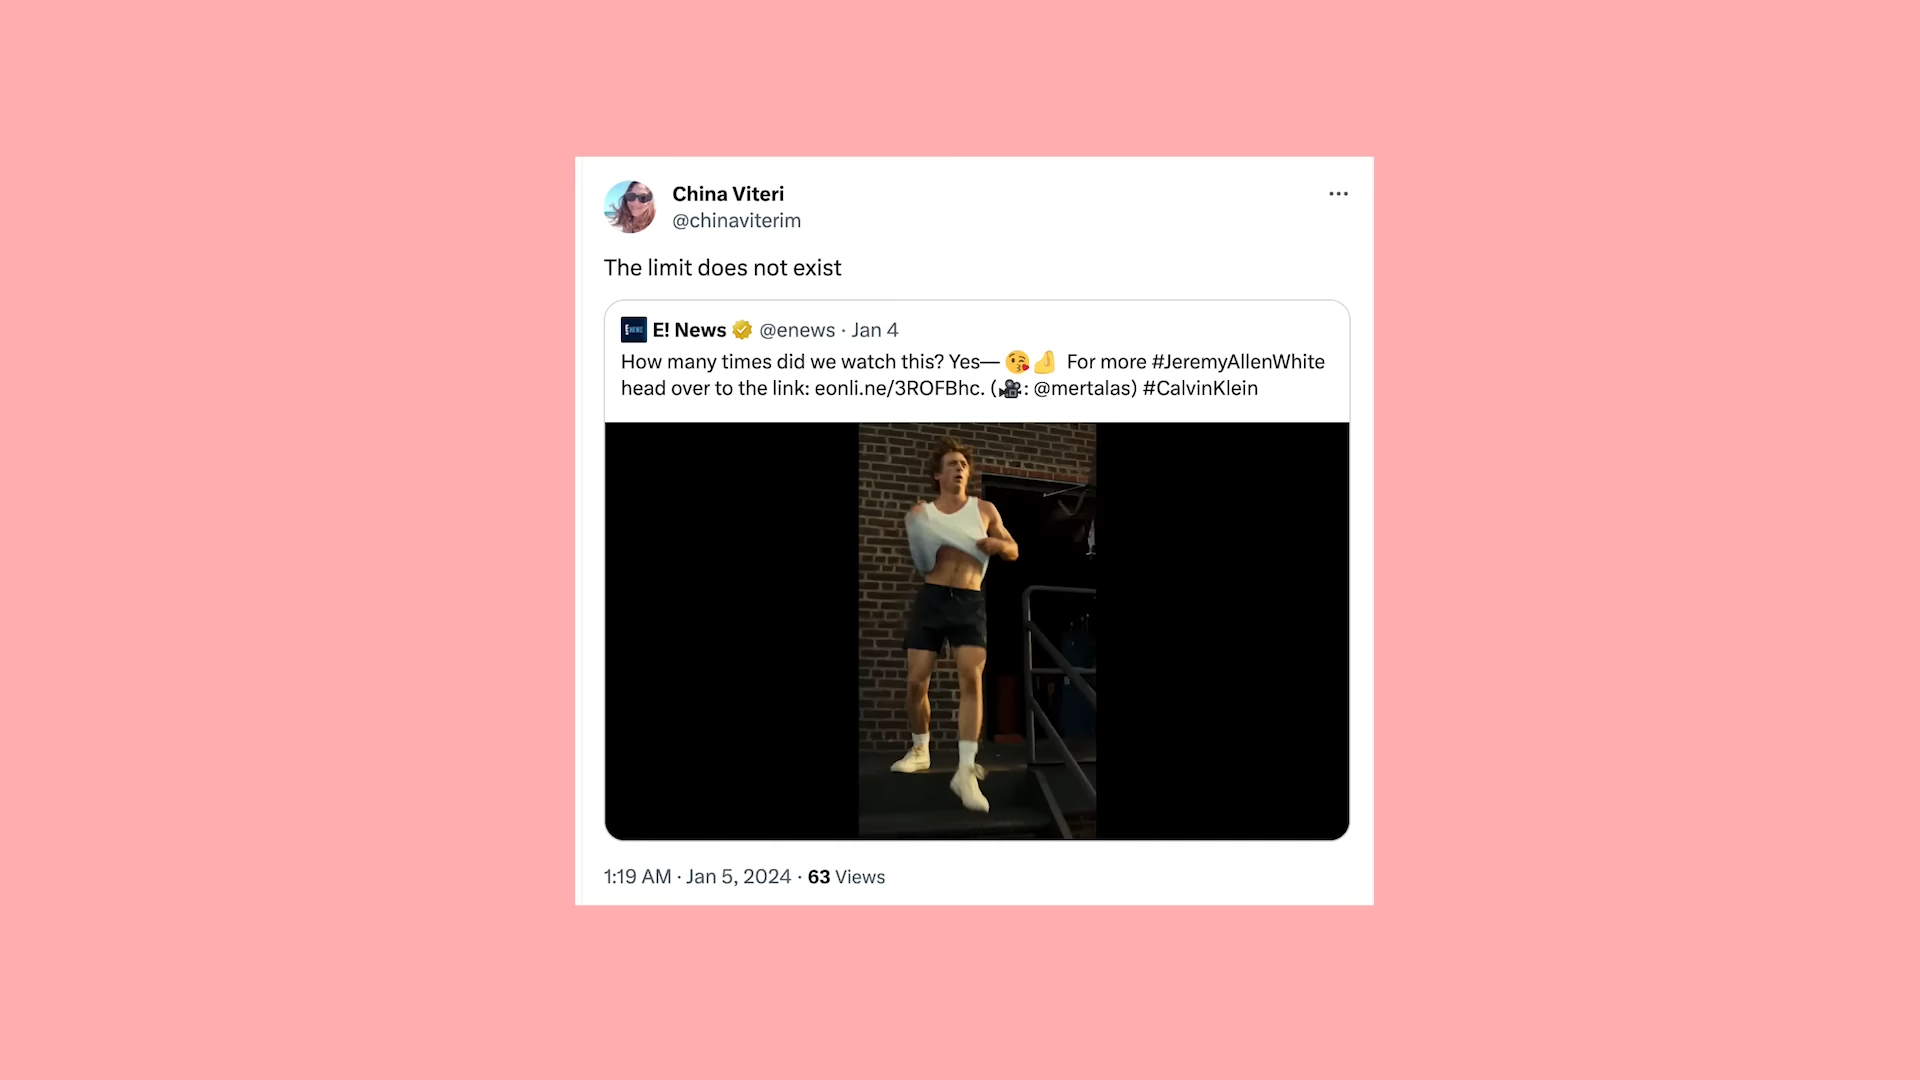 China Viteri
@chinaviterim
The limit does not exist
E! News @enews · Jan 4
How many times did we watch this? Yes— 😘🤌 For more #JeremyAllenWhite
head over to the link: eonli.ne/3ROFBhc. (🎥: @mertalas) #CalvinKlein
1:19 AM · Jan 5, 2024 · 63 Views